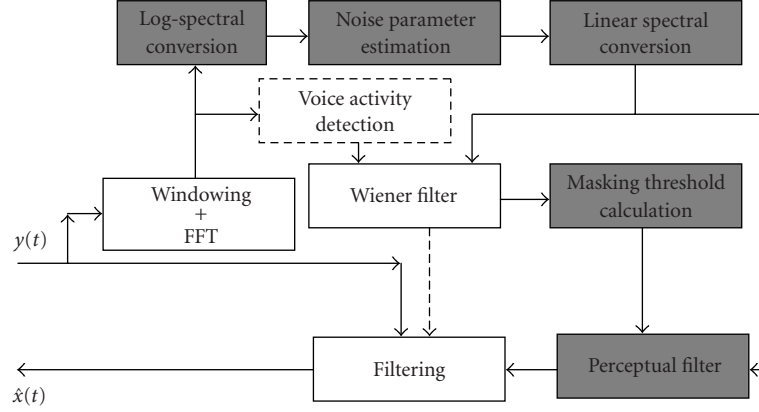 Log-spectral
conversion
Noise parameter
estimation
Linear spectral
conversion
Voice activity
detection
Windowing
+
FFT
Wiener filter
Masking threshold
calculation
y(t)
Filtering
Perceptual filter
x̂(t)